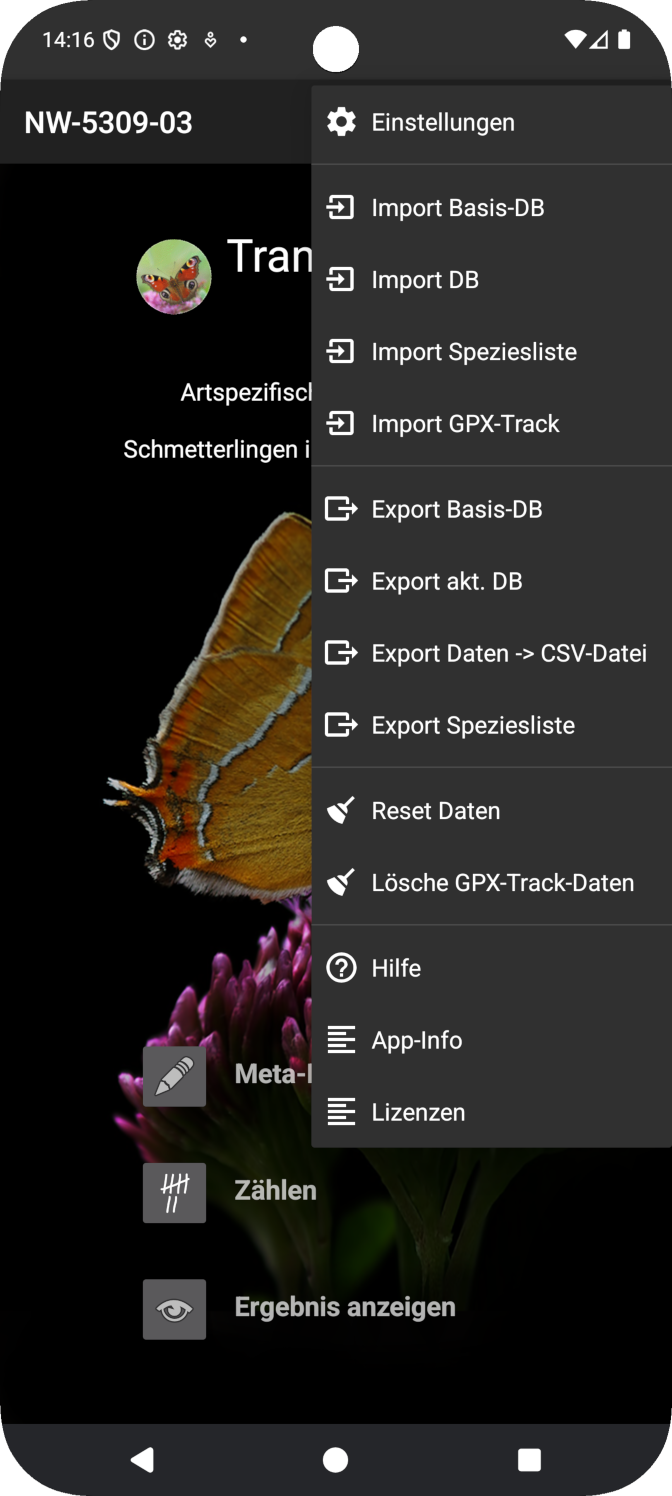 14:16
NW-5309-03
Einstellungen
Import Basis-DB
Tran
Import DB
Import Speziesliste
Artspezifisch
Import GPX-Track
Schmetterlingen i
Export Basis-DB
Export akt. DB
Export Daten -> CSV-Datei
Export Speziesliste
Reset Daten
Lösche GPX-Track-Daten
Hilfe
App-Info
Meta-
Lizenzen
Zählen
Ergebnis anzeigen